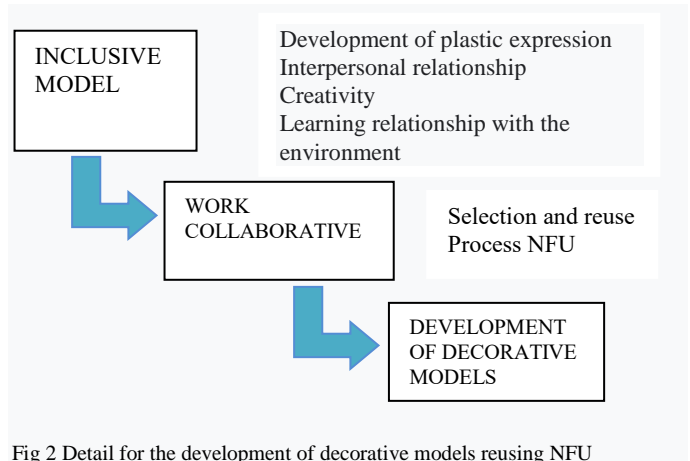 INCLUSIVE
MODEL
Development of plastic expression
Interpersonal relationship
Creativity
Learning relationship with the
environment
WORK
COLLABORATIVE
Selection and reuse
Process NFU
DEVELOPMENT
OF DECORATIVE
MODELS
Fig 2 Detail for the development of decorative models reusing NFU